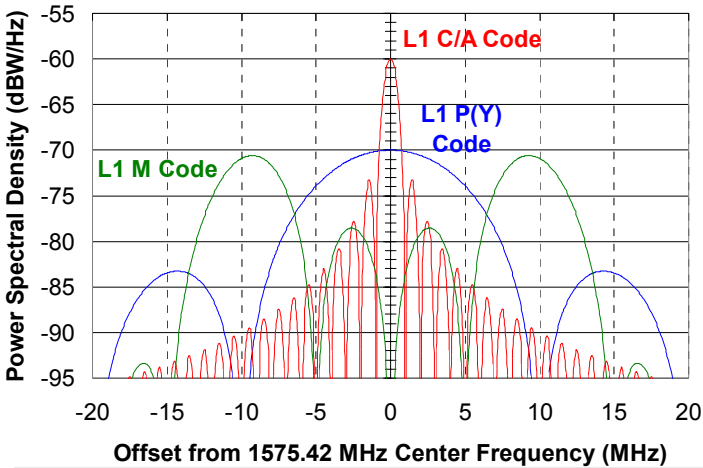 Power Spectral Density (dBW/Hz)
-55
-60
-65
-70
-75
-80
-85
-90
-95
L1 C/A Code
L1 P(Y)
Code
L1 M Code
-20 -15 -10 -5 0 5 10 15 20
Offset from 1575.42 MHz Center Frequency (MHz)